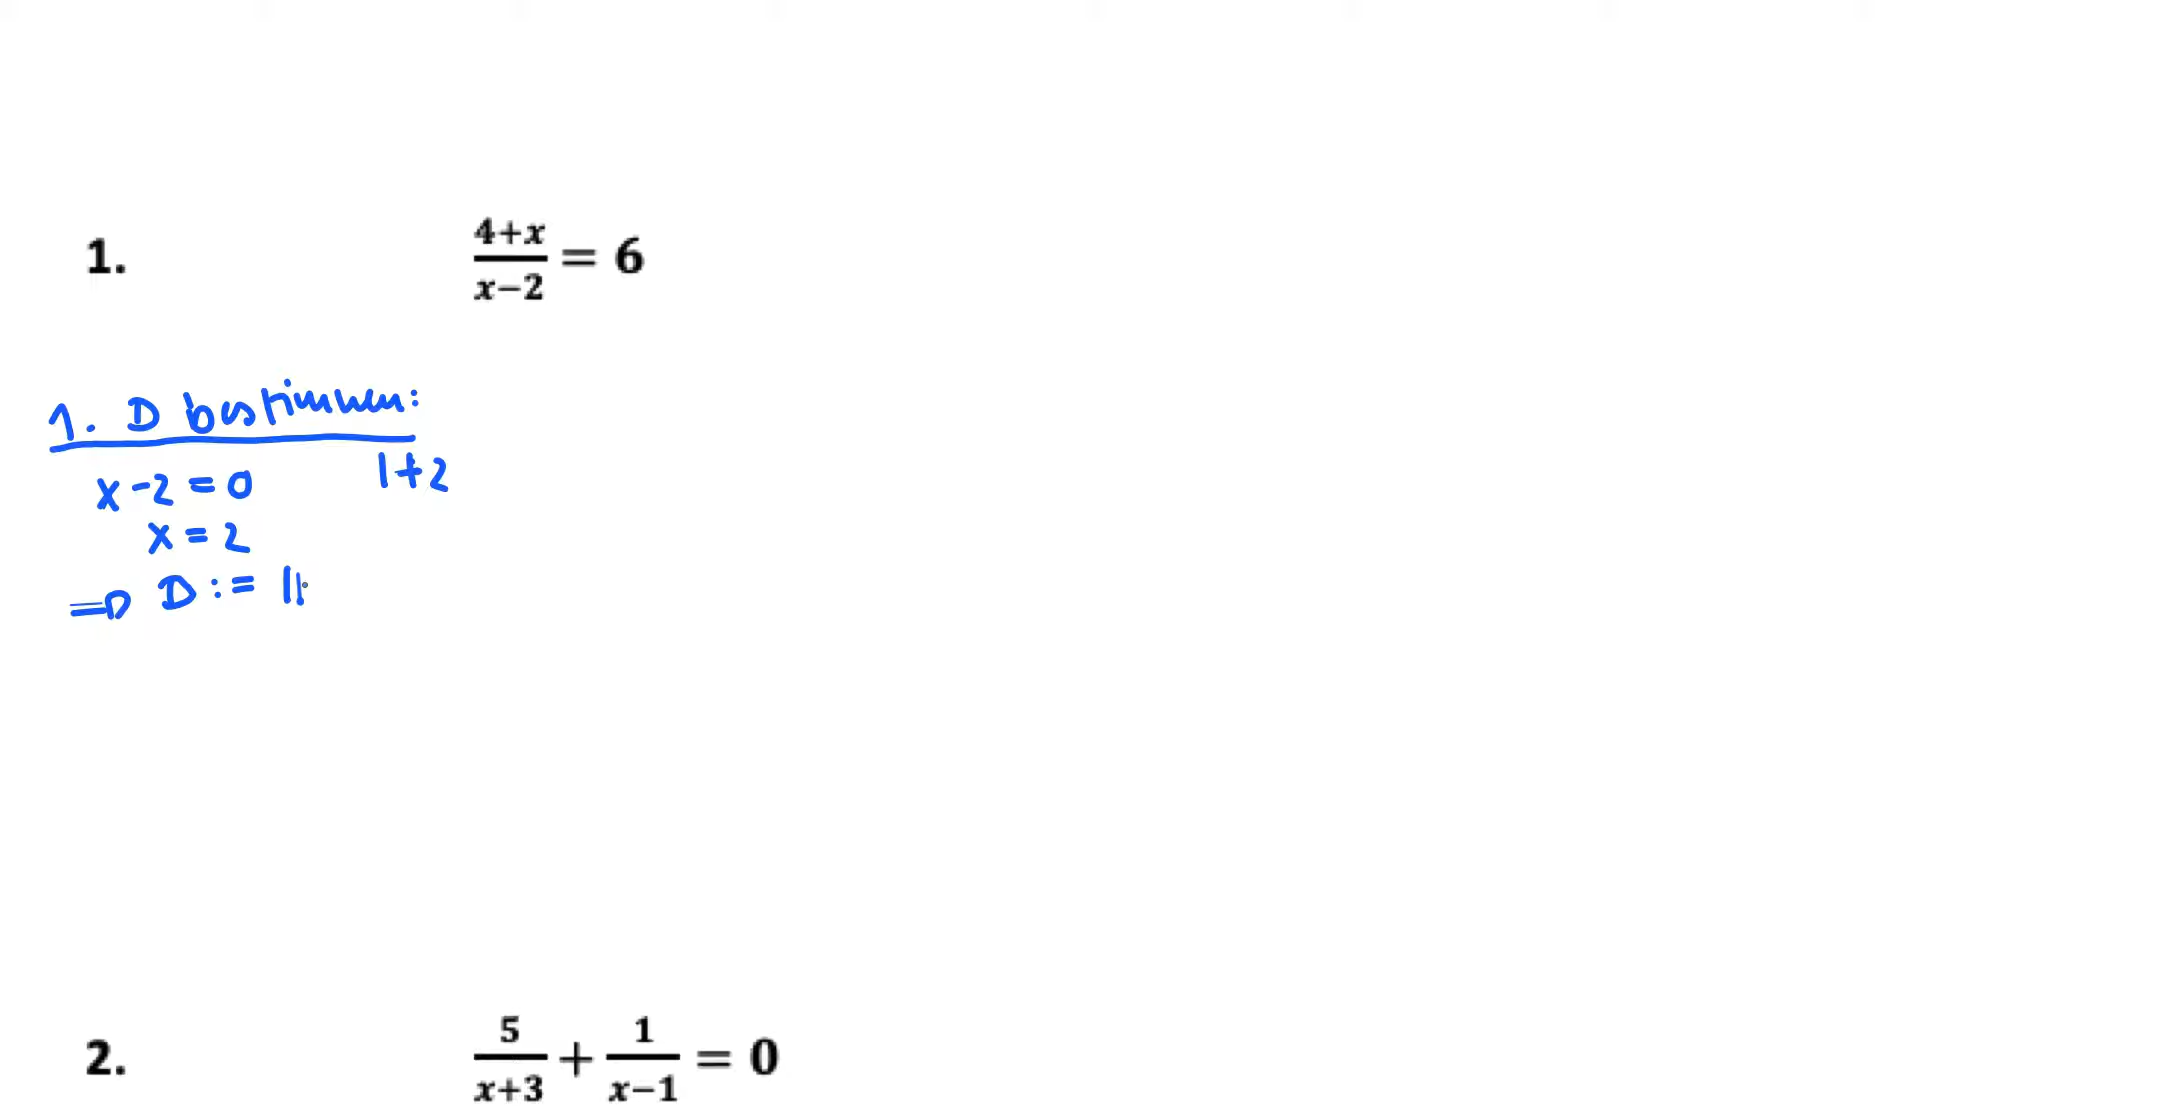 1. 4+x/x−2 = 6
1. D bestimmen:
x-2=0 |+2
x=2
⇒ D :=
2. 5/x+3 + 1/x−1 = 0